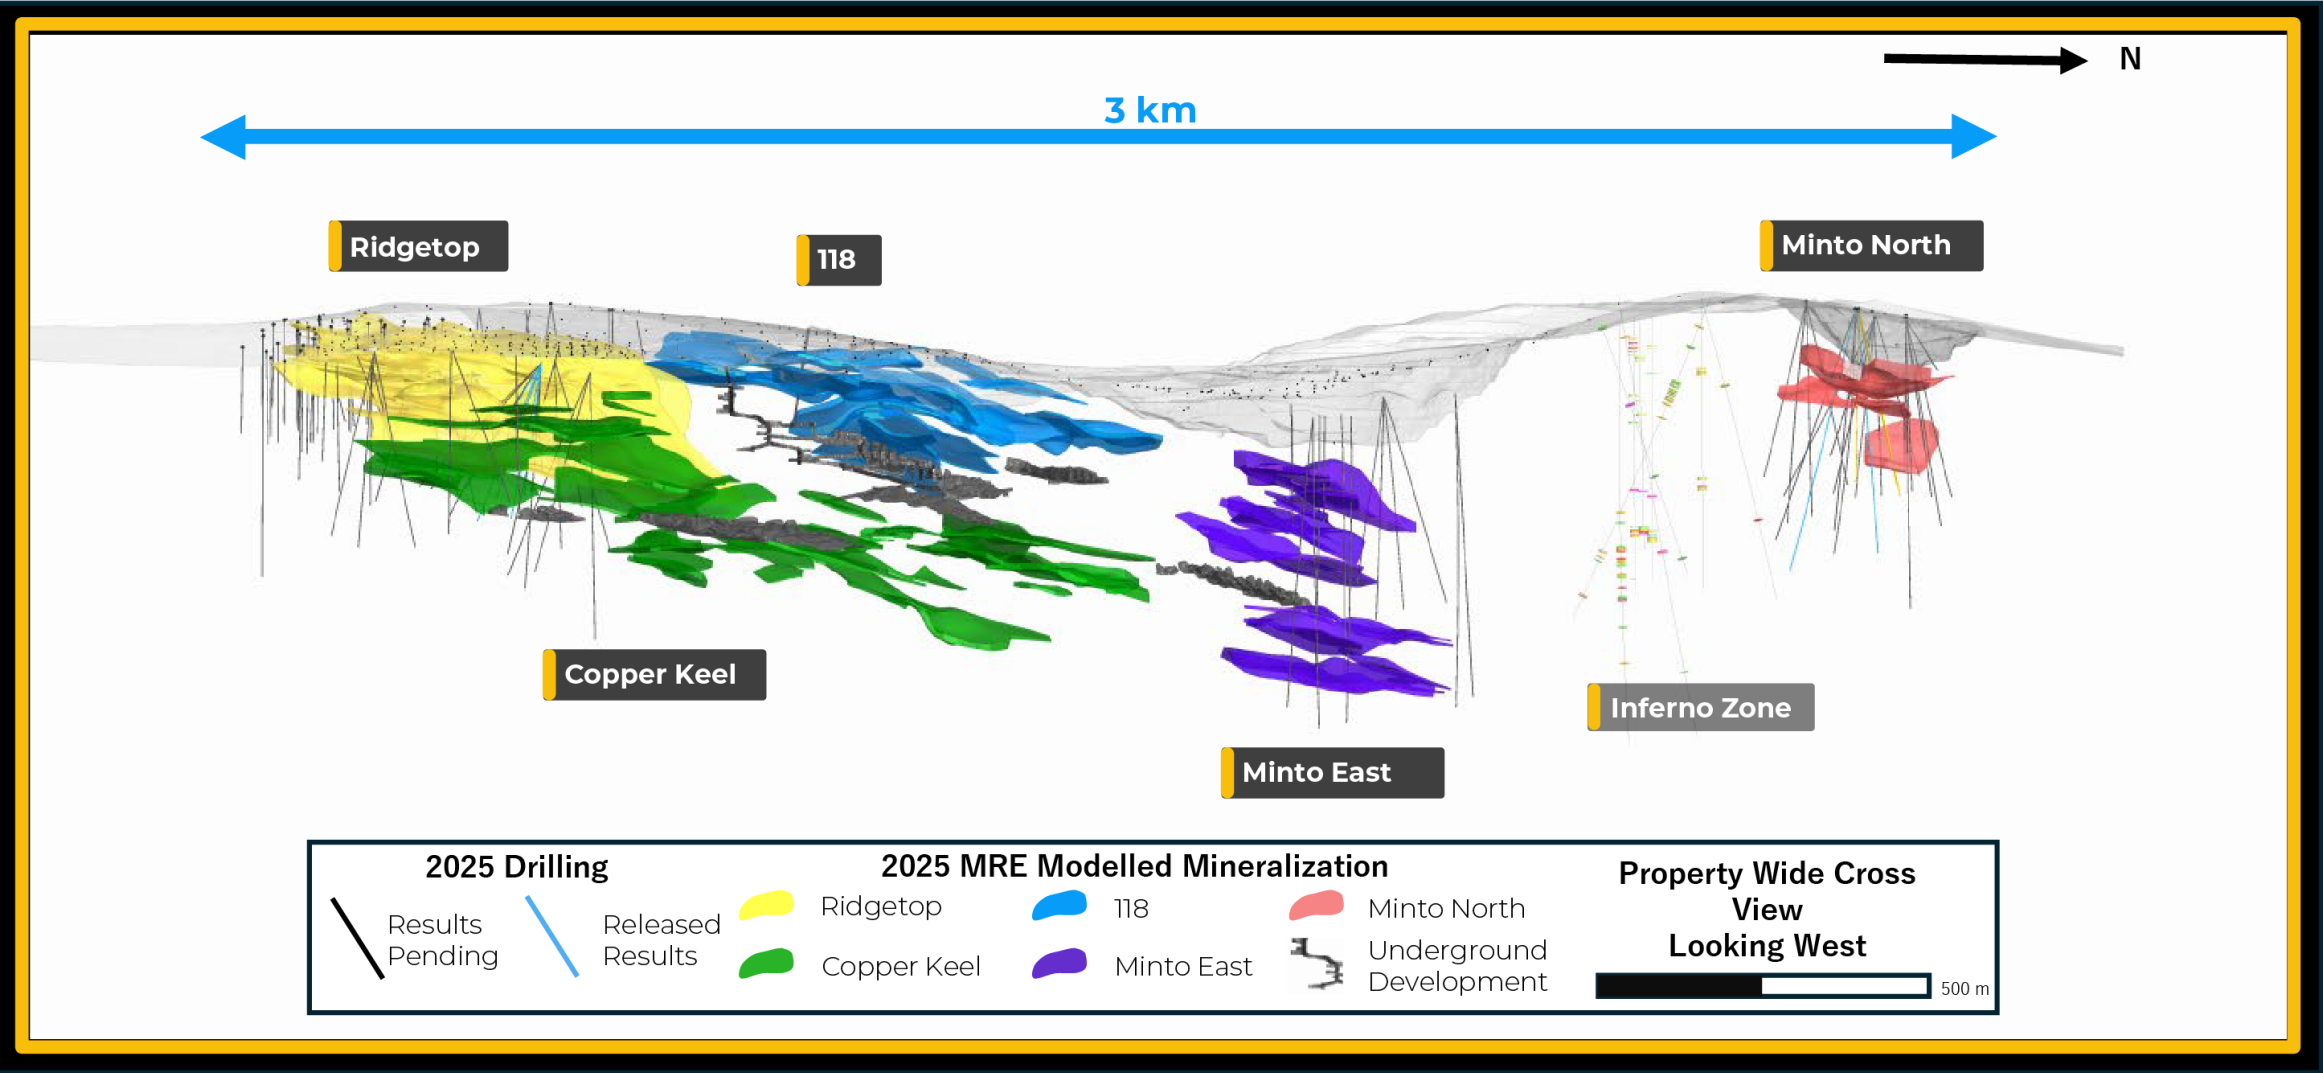 N
3 km
Ridgetop
118
Minto North
Copper Keel
Inferno Zone
Minto East
2025 Drilling
Results
Pending
Released
Results
2025 MRE Modelled Mineralization
Ridgetop
118
Minto North
Copper Keel
Minto East
Underground
Development
Property Wide Cross
View
Looking West
500 m